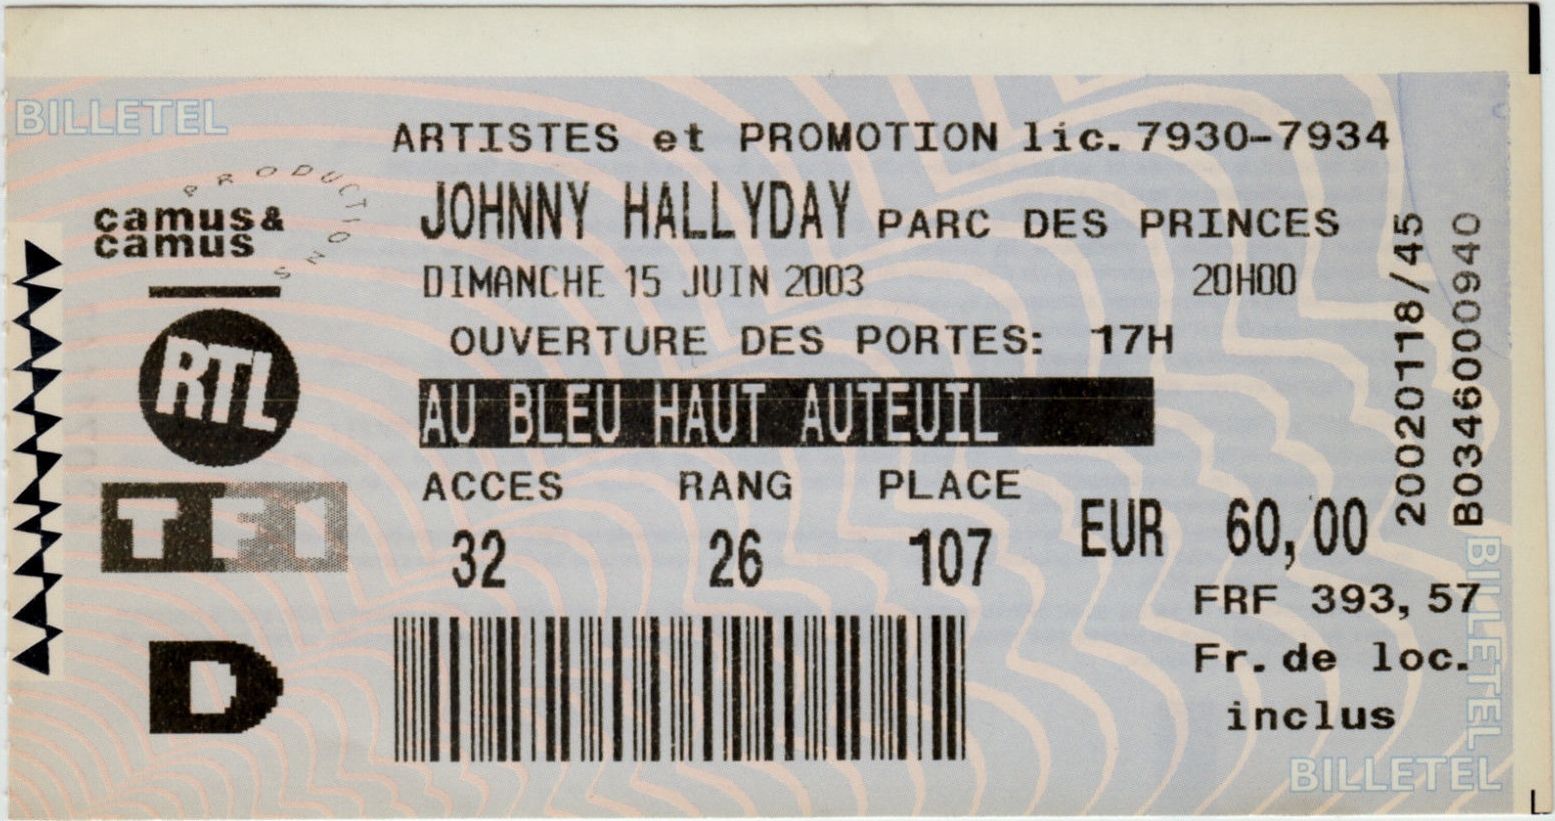 BILLETEL
ARTISTES et PROMOTION lic. 7930-7934
PRODUCTIONS
camus&
camus
JOHNNY HALLYDAY PARC DES PRINCES
DIMANCHE 15 JUIN 2003 20H00
OUVERTURE DES PORTES: 17H
RTL
AU BLEU HAUT AUTEUIL
ACCES RANG PLACE
32 26 107
EUR 60,00
TF1
FRF 393,57
Fr. de loc.
inclus
D
20020118/45
B034600000940
BILLETEL
BILLETEL